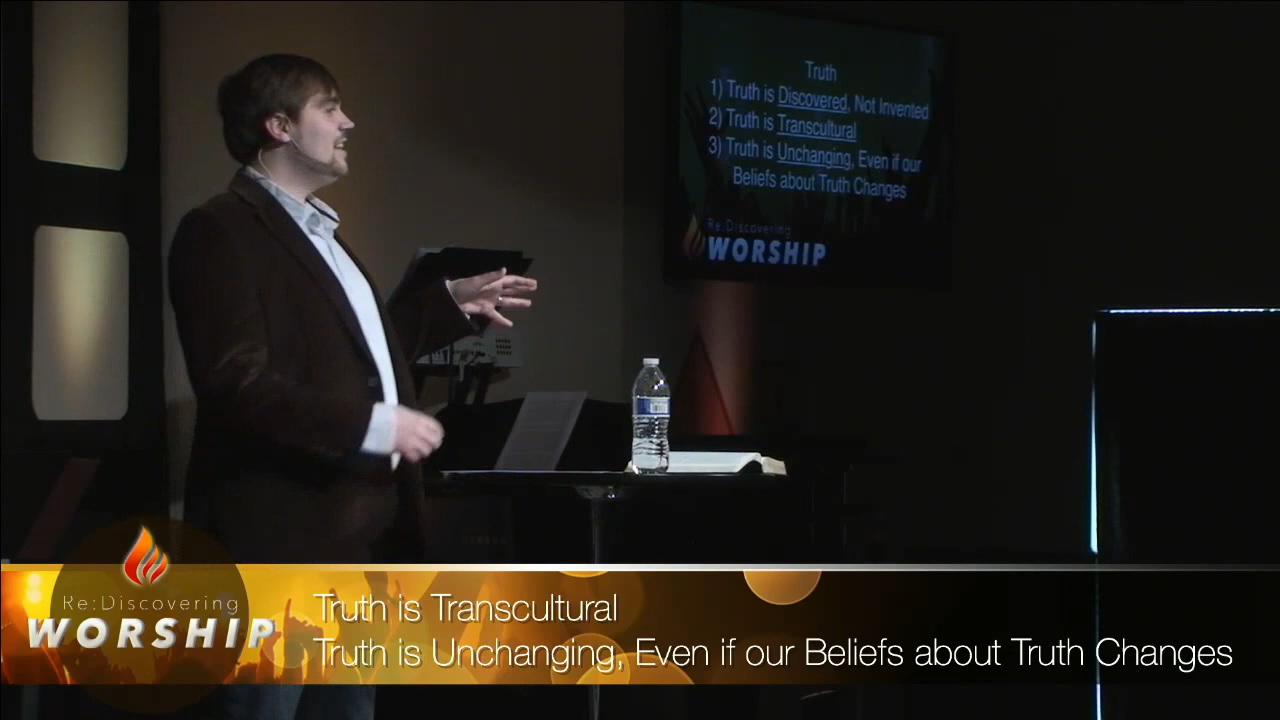 Truth
1) Truth is Discovered, Not Invented
2) Truth is Transcultural
3) Truth is Unchanging, Even if our
Beliefs about Truth Changes
Re:Discovering
WORSHIP
Re:Discovering
WORSHIP
Truth is Transcultural
Truth is Unchanging, Even if our Beliefs about Truth Changes